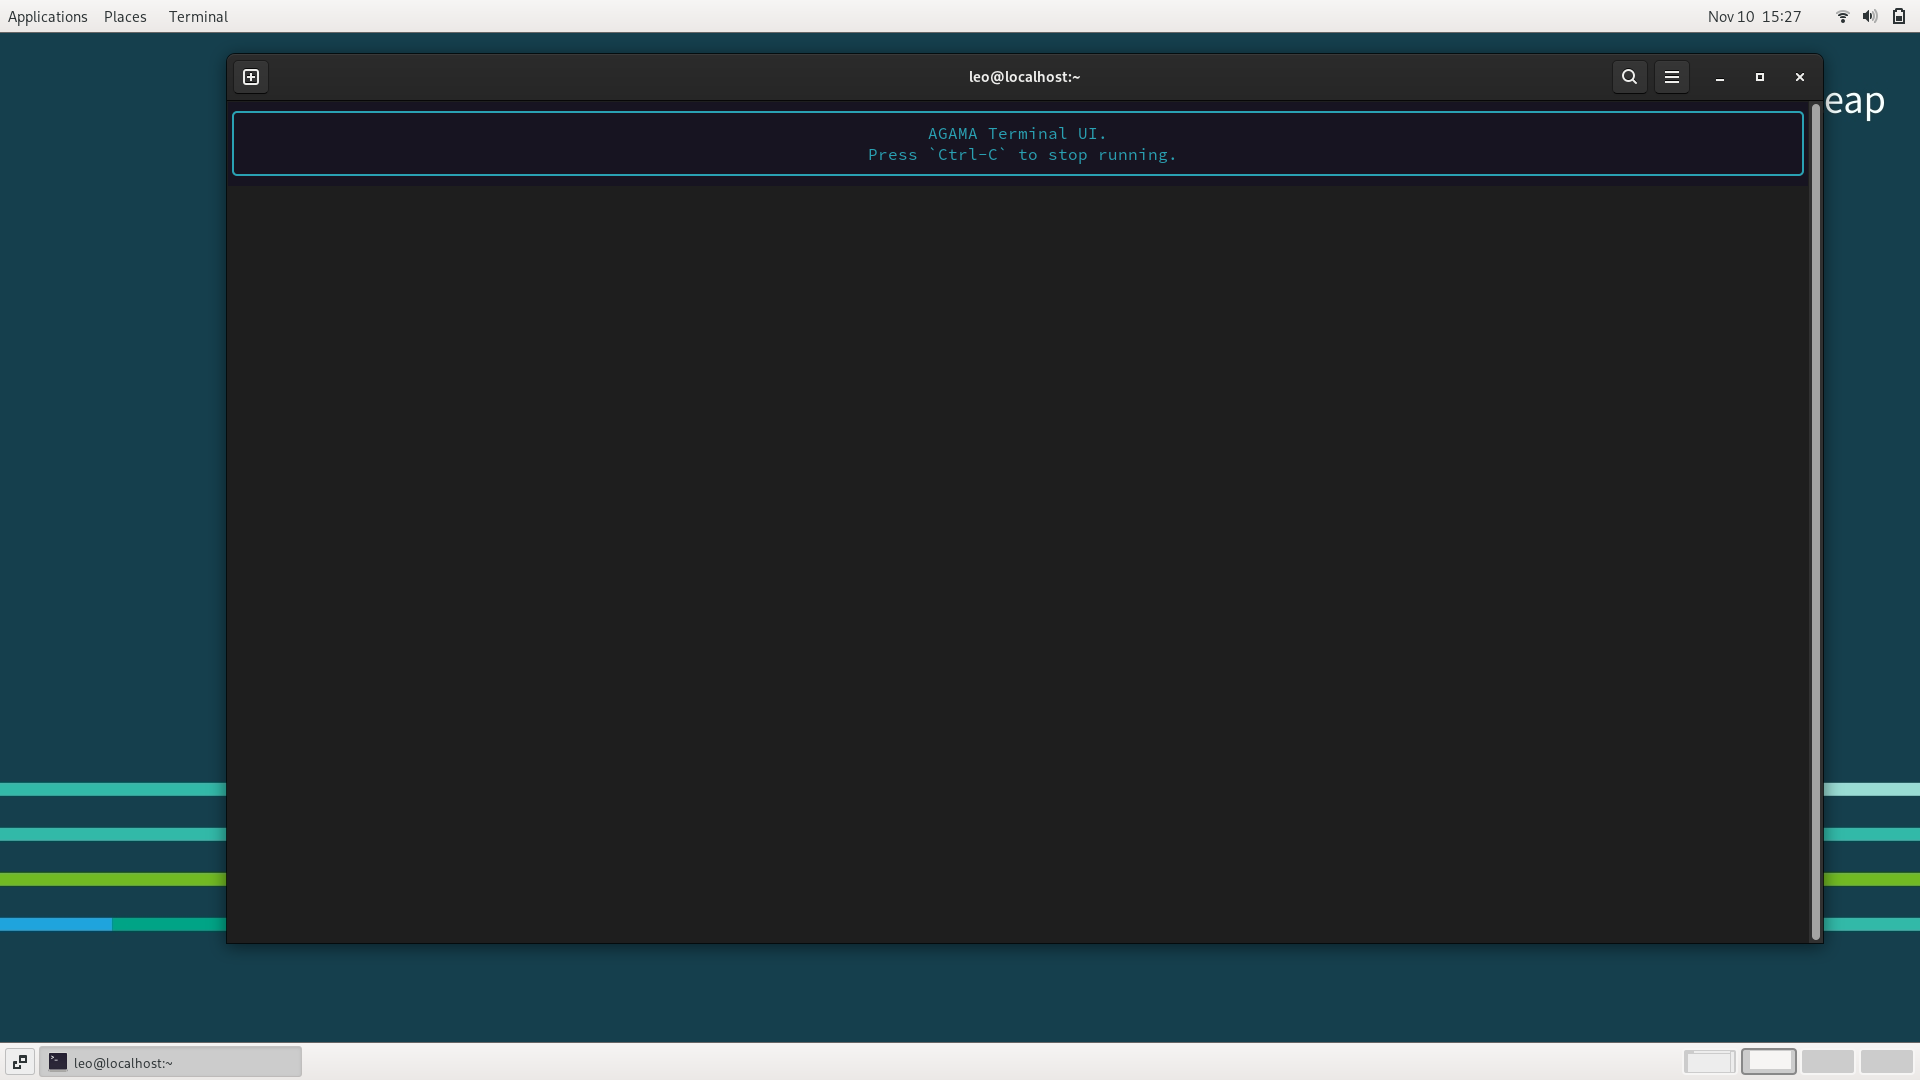 Applications Places Terminal
Nov 10 15:27
leo@localhost:~
eap
AGAMA Terminal UI.
Press `Ctrl-C` to stop running.
leo@localhost:~